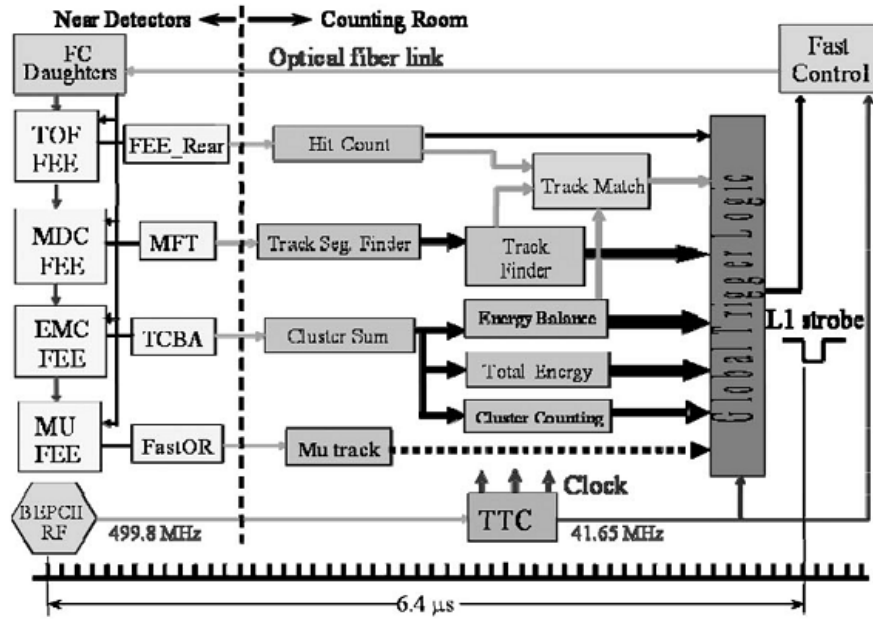 Near Detectors
Counting Room
FC
Daughters
Optical fiber link
Fast
Control
TOF
FEE
FEE_Rear
Hit Count
Track Match
MDC
FEE
MFT
Track Seg. Finder
Track
Finder
Global Trigger Logic
EMC
FEE
TCBA
Cluster Sum
Energy Balance
Total Energy
Cluster Counting
L1 strobe
MU
FEE
FastOR
Mu track
BEPCII
RF
499.8 MHz
TTC
Clock
41.65 MHz
6.4 μs